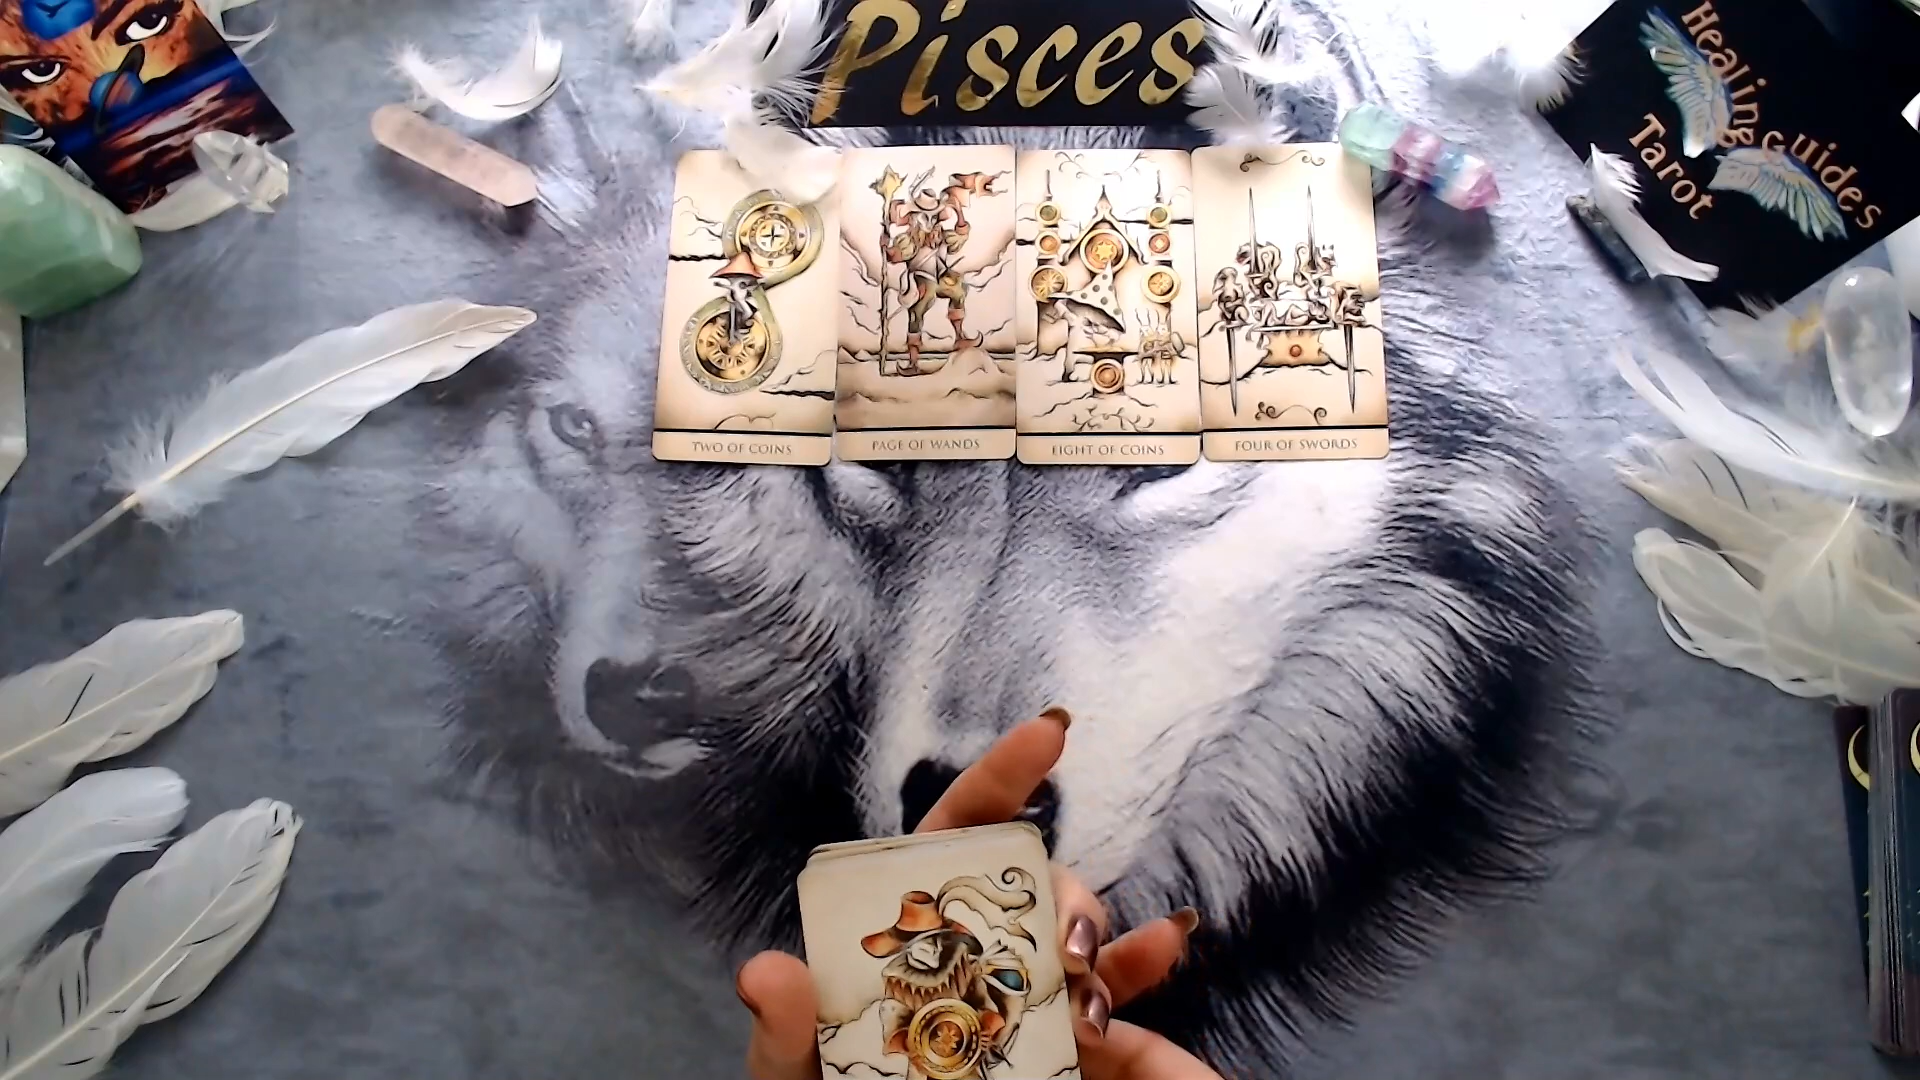 Pisces
Healing Guides
Tarot
TWO OF COINS
PAGE OF WANDS
EIGHT OF COINS
FOUR OF SWORDS